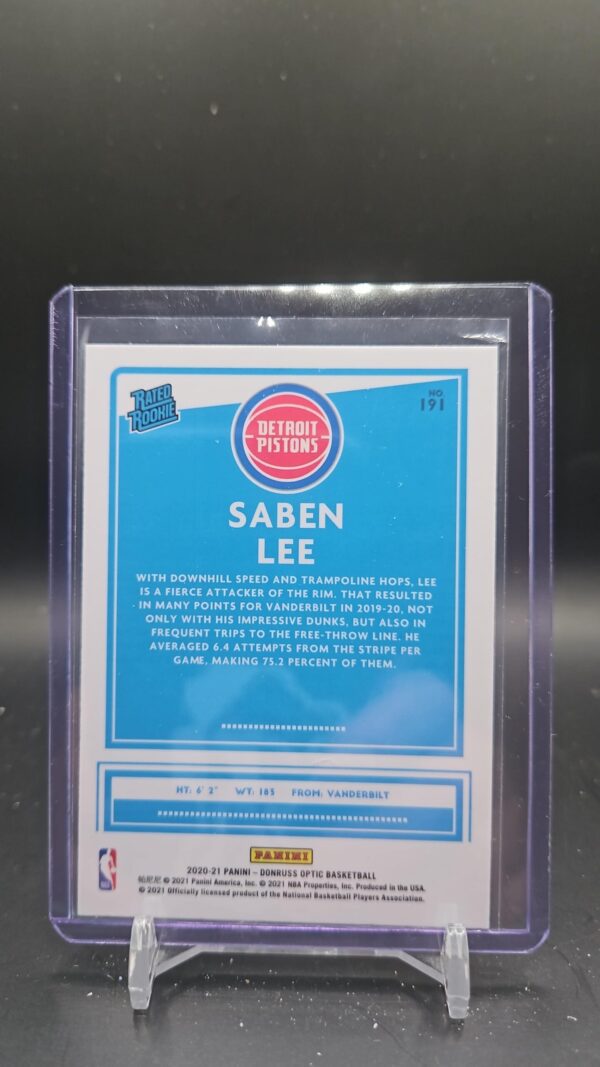 RATED
ROOKIE
NO.
191
DETROIT
PISTONS
SABEN
LEE
WITH DOWNHILL SPEED AND TRAMPOLINE HOPS, LEE
IS A FIERCE ATTACKER OF THE RIM. THAT RESULTED
IN MANY POINTS FOR VANDERBILT IN 2019-20, NOT
ONLY WITH HIS IMPRESSIVE DUNKS, BUT ALSO IN
FREQUENT TRIPS TO THE FREE-THROW LINE. HE
AVERAGED 6.4 ATTEMPTS FROM THE STRIPE PER
GAME, MAKING 75.2 PERCENT OF THEM.
HT: 6' 2" WT: 185 FROM: VANDERBILT
PANINI
2020-21 PANINI – DONRUSS OPTIC BASKETBALL
© 2021 Panini America, Inc. © 2021 NBA Properties, Inc. Produced in the USA.
© 2021 Officially licensed product of the National Basketball Players Association.